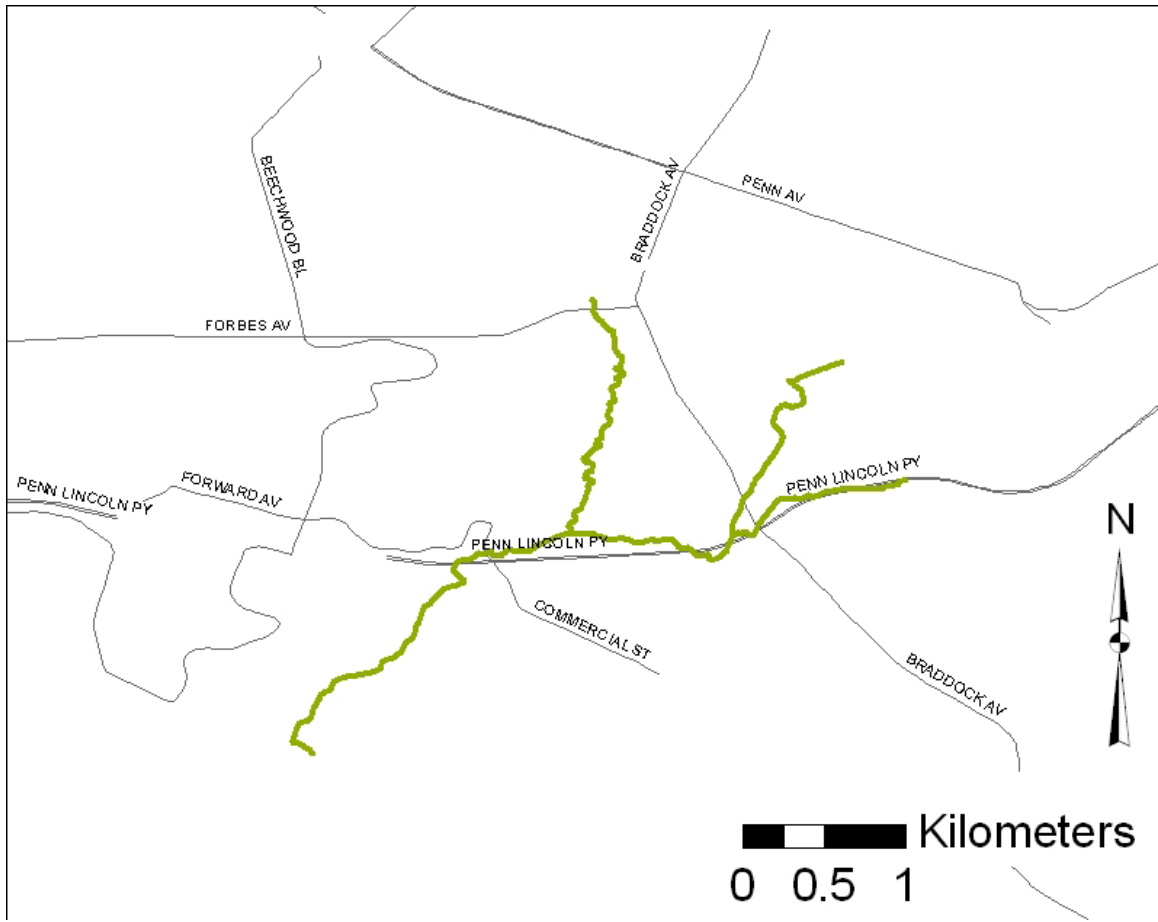 BRADDOCK AV
PENN AV
BEECHWOOD BL
FORBES AV
PENN LINCOLN PY
FORWARD AV
PENN LINCOLN PY
PENN LINCOLN PY
N
COMMERCIAL ST
BRADDOCK AV
Kilometers
0 0.5 1